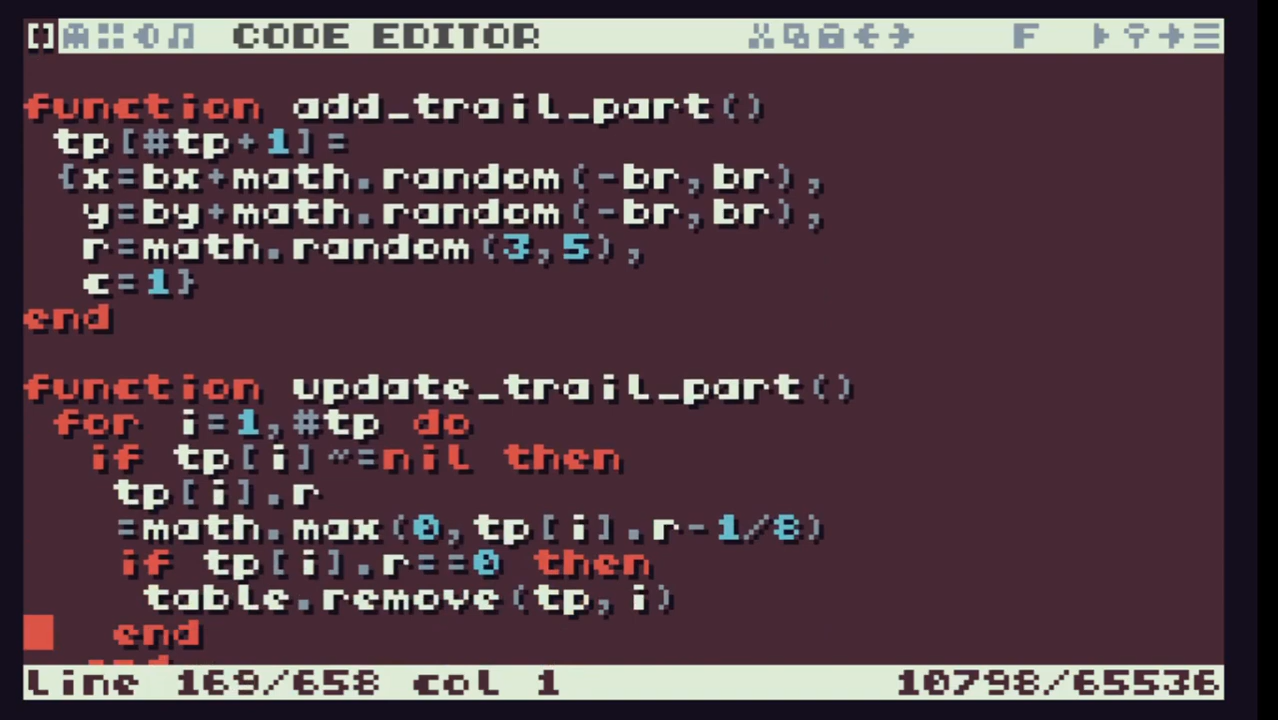 CODE EDITOR F
function add_trail_part()
tp[#tp+1]=
{x=bx+math.random(-br,br),
y=by+math.random(-br,br),
r=math.random(3,5),
c=1}
end
function update_trail_part()
for i=1,#tp do
if tp[i]~=nil then
tp[i].r
=math.max(0,tp[i].r-1/8)
if tp[i].r==0 then
table.remove(tp,i)
end
end
line 169/658 col 1 10798/65536